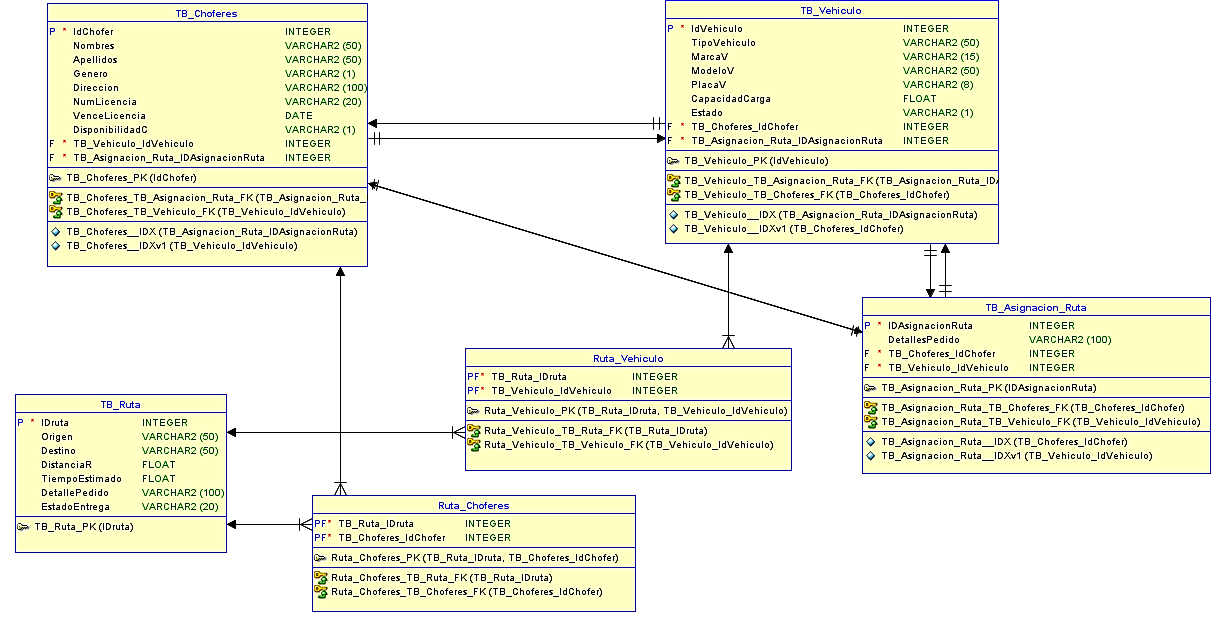 TB_Choferes
P * IdChofer INTEGER
Nombres VARCHAR2 (50)
Apellidos VARCHAR2 (50)
Genero VARCHAR2 (1)
Direccion VARCHAR2 (100)
NumLicencia VARCHAR2 (20)
VenceLicencia DATE
DisponibilidadC VARCHAR2 (1)
F * TB_Vehiculo_IdVehiculo INTEGER
F * TB_Asignacion_Ruta_IDAsignacionRuta INTEGER
TB_Choferes_PK (IdChofer)
TB_Choferes_TB_Asignacion_Ruta_FK (TB_Asignacion_Ruta_
TB_Choferes_TB_Vehiculo_FK (TB_Vehiculo_IdVehiculo)
TB_Choferes__IDX (TB_Asignacion_Ruta_IDAsignacionRuta)
TB_Choferes__IDXv1 (TB_Vehiculo_IdVehiculo)
TB_Vehiculo
P * IdVehiculo INTEGER
TipoVehiculo VARCHAR2 (50)
MarcaV VARCHAR2 (15)
ModeloV VARCHAR2 (50)
PlacaV VARCHAR2 (8)
CapacidadCarga FLOAT
Estado VARCHAR2 (1)
F * TB_Choferes_IdChofer INTEGER
F * TB_Asignacion_Ruta_IDAsignacionRuta INTEGER
TB_Vehiculo_PK (IdVehiculo)
TB_Vehiculo_TB_Asignacion_Ruta_FK (TB_Asignacion_Ruta_IDA
TB_Vehiculo_TB_Choferes_FK (TB_Choferes_IdChofer)
TB_Vehiculo__IDX (TB_Asignacion_Ruta_IDAsignacionRuta)
TB_Vehiculo__IDXv1 (TB_Choferes_IdChofer)
TB_Asignacion_Ruta
P * IDAsignacionRuta INTEGER
DetallesPedido VARCHAR2 (100)
F * TB_Choferes_IdChofer INTEGER
F * TB_Vehiculo_IdVehiculo INTEGER
TB_Asignacion_Ruta_PK (IDAsignacionRuta)
TB_Asignacion_Ruta_TB_Choferes_FK (TB_Choferes_IdChofer)
TB_Asignacion_Ruta_TB_Vehiculo_FK (TB_Vehiculo_IdVehiculo)
TB_Asignacion_Ruta__IDX (TB_Choferes_IdChofer)
TB_Asignacion_Ruta__IDXv1 (TB_Vehiculo_IdVehiculo)
Ruta_Vehiculo
PF* TB_Ruta_IDruta INTEGER
PF* TB_Vehiculo_IdVehiculo INTEGER
Ruta_Vehiculo_PK (TB_Ruta_IDruta, TB_Vehiculo_IdVehiculo)
Ruta_Vehiculo_TB_Ruta_FK (TB_Ruta_IDruta)
Ruta_Vehiculo_TB_Vehiculo_FK (TB_Vehiculo_IdVehiculo)
TB_Ruta
P * IDruta INTEGER
Origen VARCHAR2 (50)
Destino VARCHAR2 (50)
DistanciaR FLOAT
TiempoEstimado FLOAT
DetallePedido VARCHAR2 (100)
EstadoEntrega VARCHAR2 (20)
TB_Ruta_PK (IDruta)
Ruta_Choferes
PF* TB_Ruta_IDruta INTEGER
PF* TB_Choferes_IdChofer INTEGER
Ruta_Choferes_PK (TB_Ruta_IDruta, TB_Choferes_IdChofer)
Ruta_Choferes_TB_Ruta_FK (TB_Ruta_IDruta)
Ruta_Choferes_TB_Choferes_FK (TB_Choferes_IdChofer)